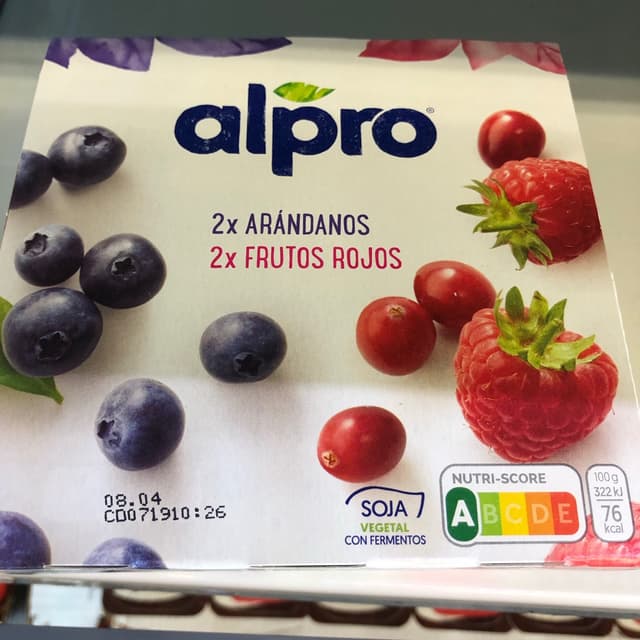 alpro
2x ARÁNDANOS
2x FRUTOS ROJOS
08.04
CD071910:26
SOJA
VEGETAL
CON FERMENTOS
NUTRI-SCORE
A B C D E
100 g
322 kJ
76
kcal